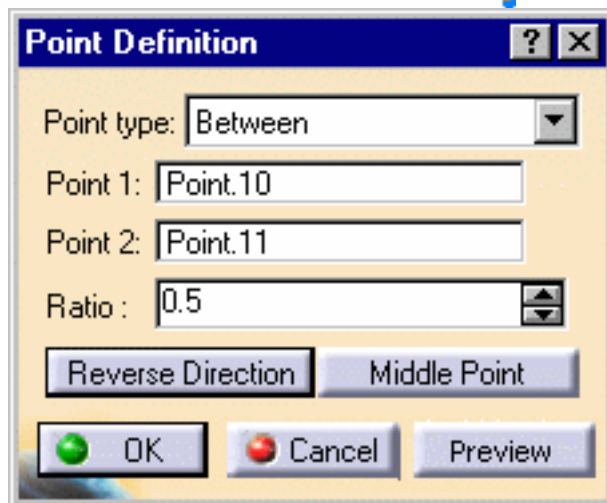 Point Definition ? ×
Point type: Between
Point 1: Point.10
Point 2: Point.11
Ratio : 0.5
Reverse Direction Middle Point
OK Cancel Preview